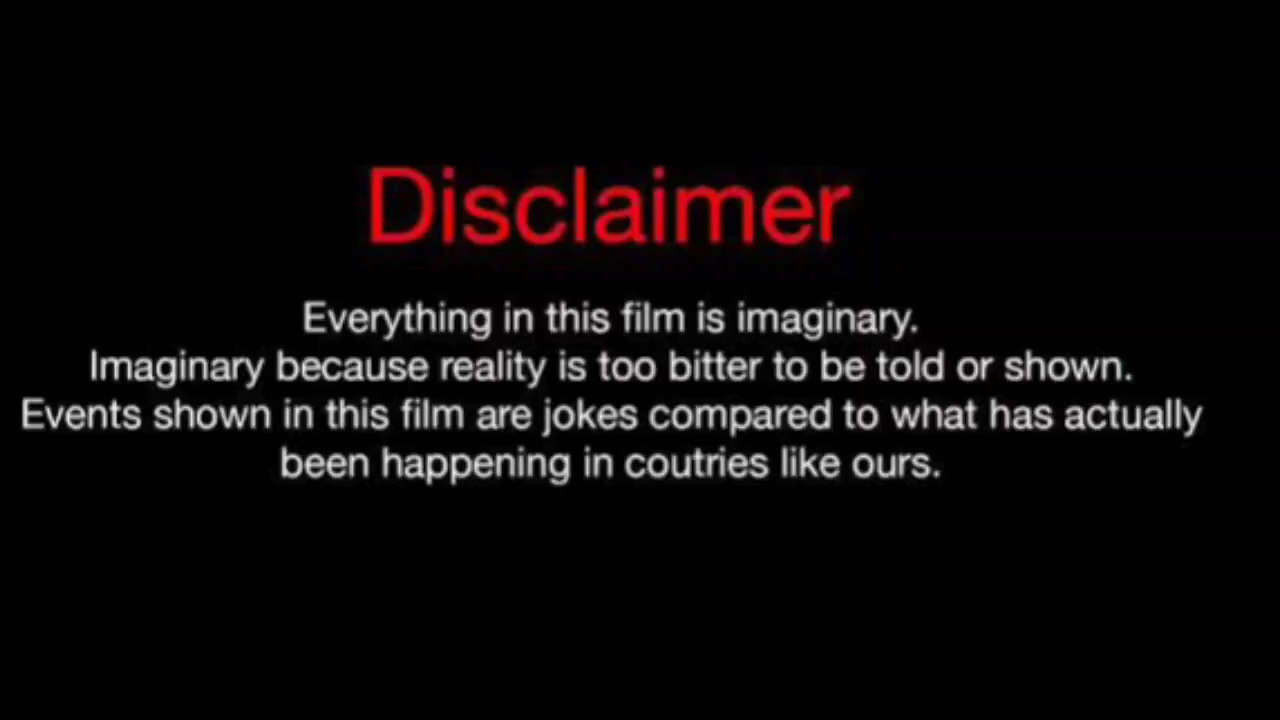 Disclaimer
Everything in this film is imaginary.
Imaginary because reality is too bitter to be told or shown.
Events shown in this film are jokes compared to what has actually
been happening in coutries like ours.